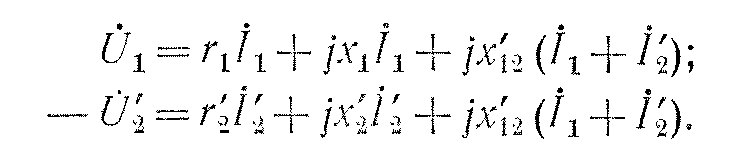 U̇₁ = r₁İ₁ + jx₁İ₁ + jx′₁₂ (İ₁ + İ′₂);
— U̇′₂ = r′₂İ′₂ + jx′₂İ′₂ + jx′₁₂ (İ₁ + İ′₂).